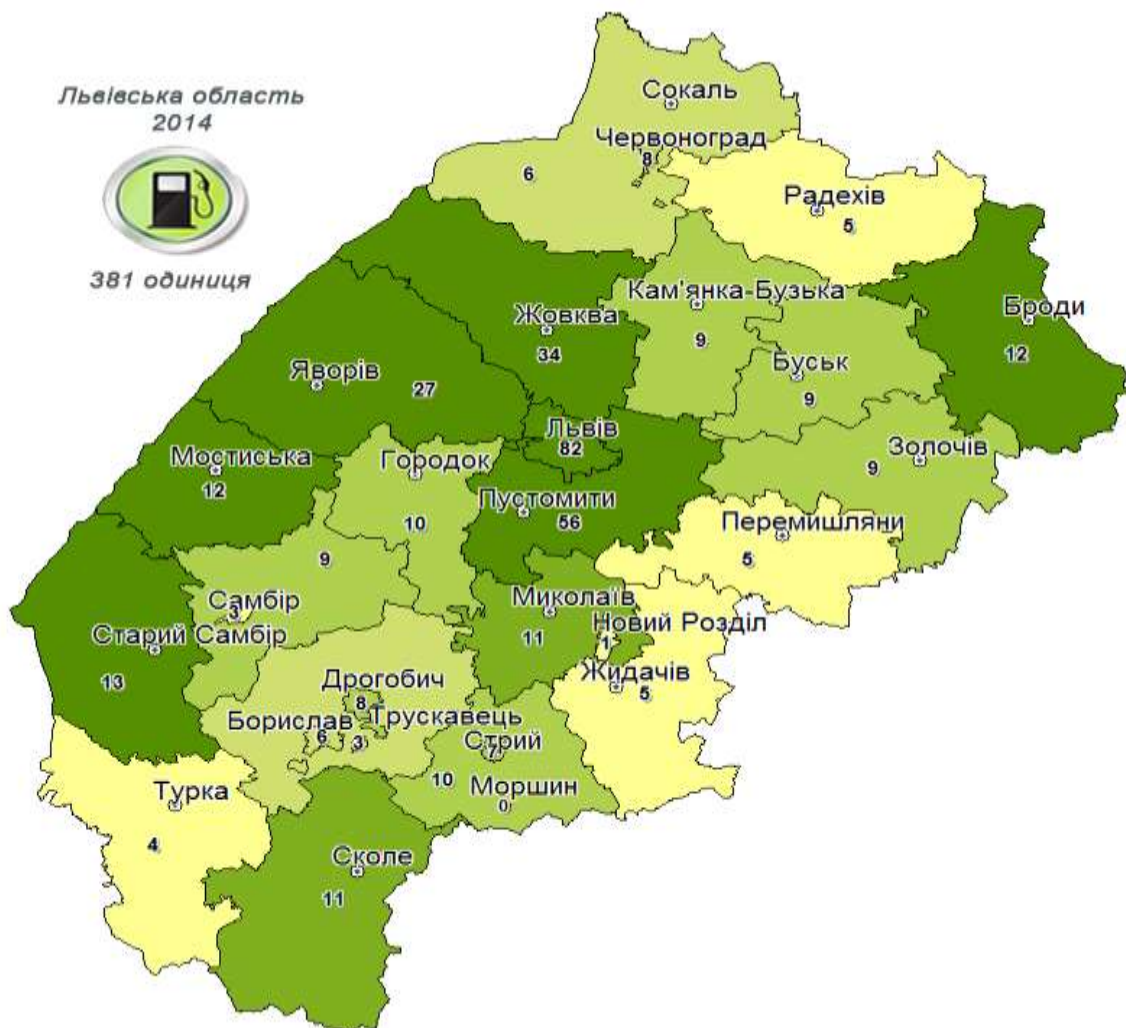 Львівська область
2014
381 одиниця
Сокаль
Червоноград
8
6
Радехів
5
Кам'янка-Бузька
9
Жовква
34
Броди
12
Яворів
27
Буськ
9
Львів
82
Золочів
9
Мостиська
12
Городок
10
Пустомити
56
Перемишляни
5
9
Самбір
3
Старий Самбір
13
Миколаїв
11
Новий Розділ
1
Жидачів
5
Дрогобич
8
Борислав
6
Трускавець
3
Стрий
7
10
Моршин
0
Турка
4
Сколе
11